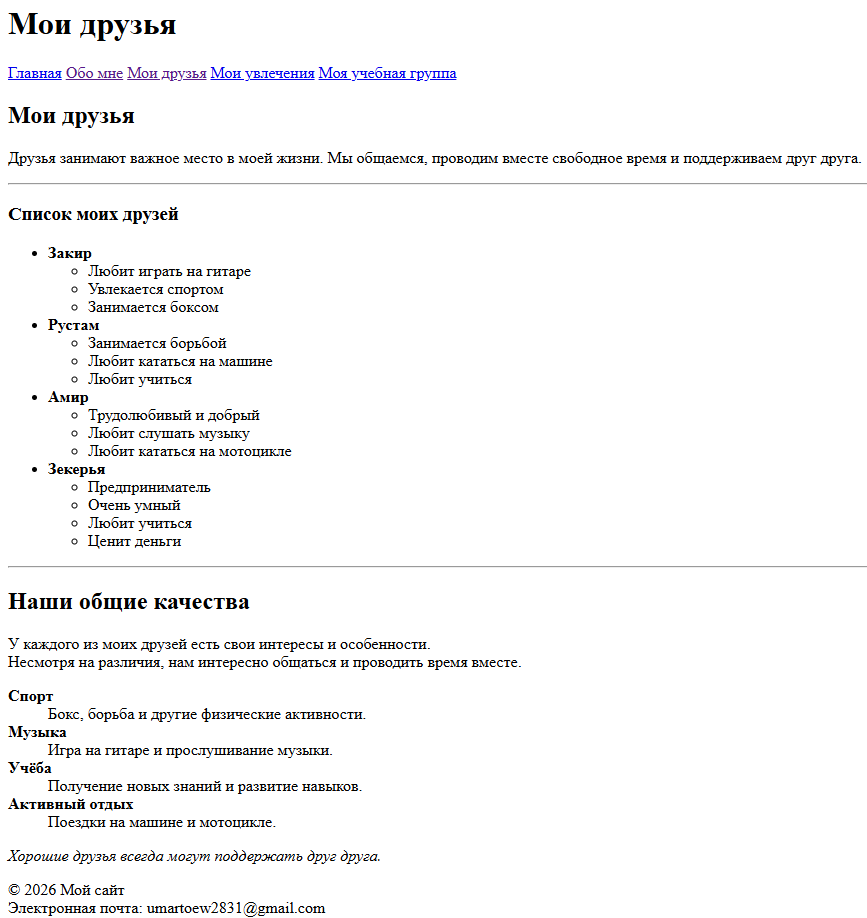 Мои друзья
Главная Обо мне Мои друзья Мои увлечения Моя учебная группа
Мои друзья
Друзья занимают важное место в моей жизни. Мы общаемся, проводим вместе свободное время и поддерживаем друг друга.
Список моих друзей
Закир
Любит играть на гитаре
Увлекается спортом
Занимается боксом
Рустам
Занимается борьбой
Любит кататься на машине
Любит учиться
Амир
Трудолюбивый и добрый
Любит слушать музыку
Любит кататься на мотоцикле
Зекерья
Предприниматель
Очень умный
Любит учиться
Ценит деньги
Наши общие качества
У каждого из моих друзей есть свои интересы и особенности.
Несмотря на различия, нам интересно общаться и проводить время вместе.
Спорт
Бокс, борьба и другие физические активности.
Музыка
Игра на гитаре и прослушивание музыки.
Учёба
Получение новых знаний и развитие навыков.
Активный отдых
Поездки на машине и мотоцикле.
Хорошие друзья всегда могут поддержать друг друга.
© 2026 Мой сайт
Электронная почта: umartoew2831@gmail.com